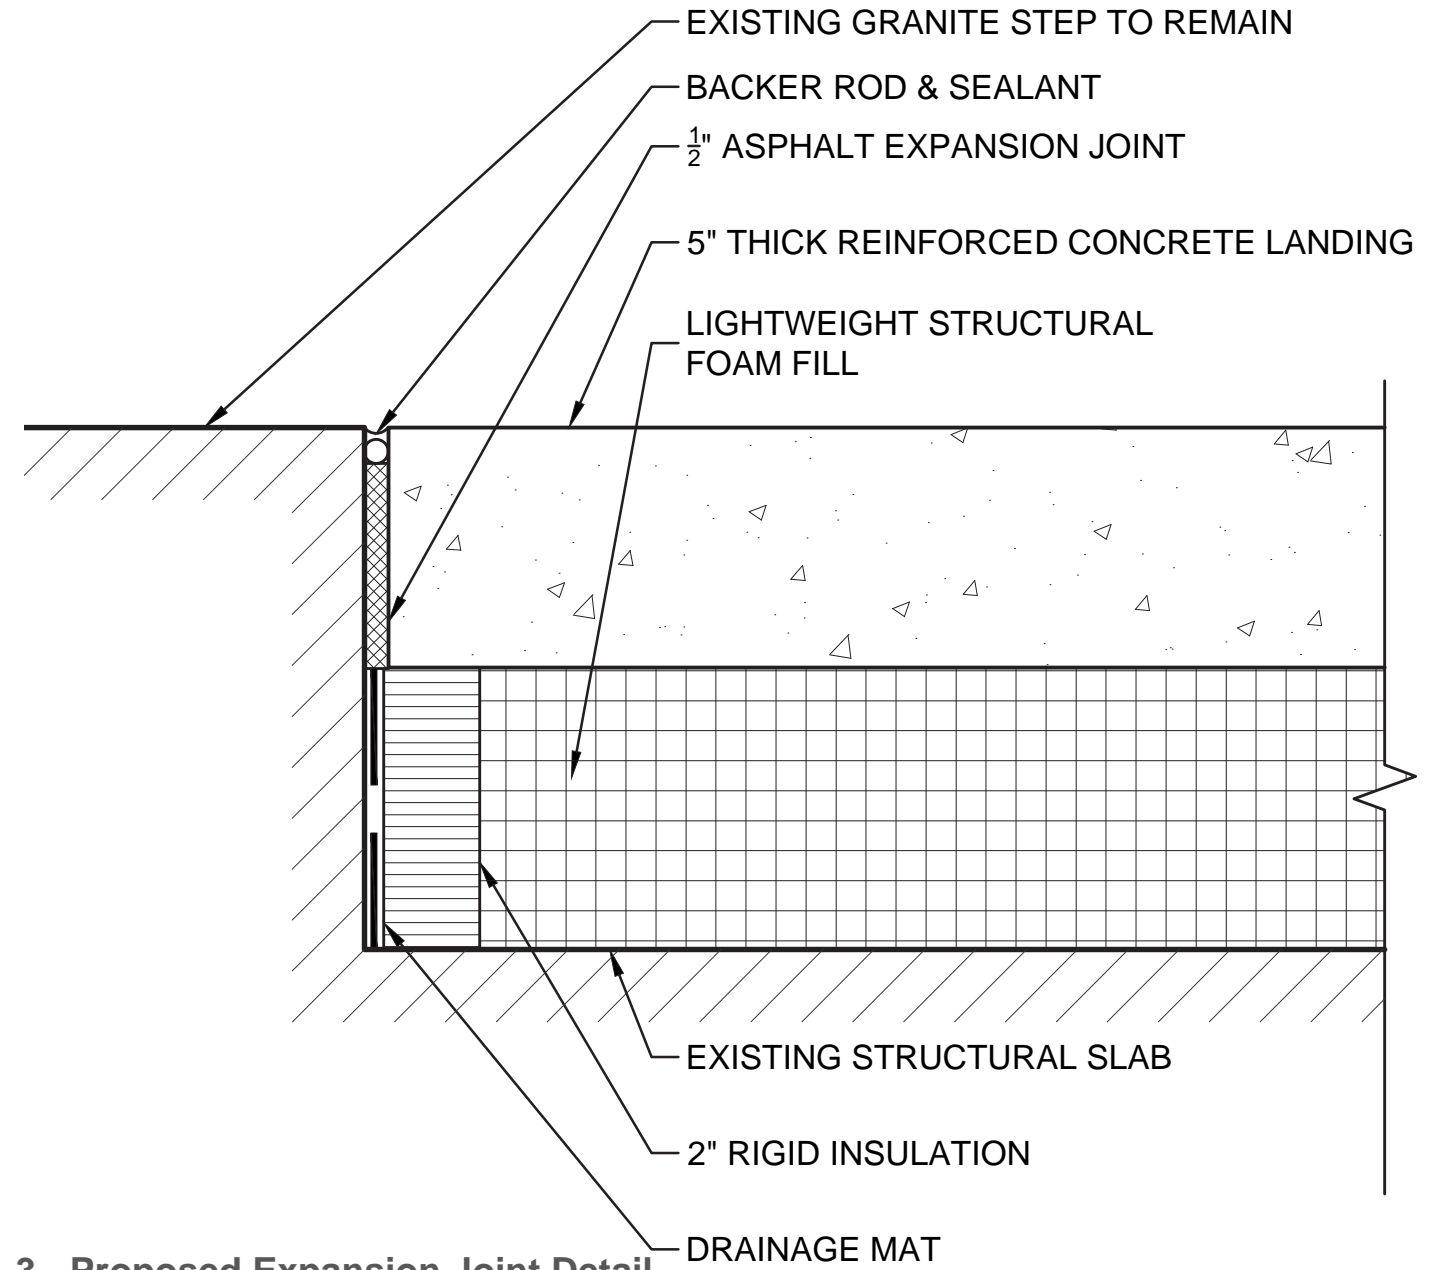 EXISTING GRANITE STEP TO REMAIN
BACKER ROD & SEALANT
½" ASPHALT EXPANSION JOINT
5" THICK REINFORCED CONCRETE LANDING
LIGHTWEIGHT STRUCTURAL
FOAM FILL
EXISTING STRUCTURAL SLAB
2" RIGID INSULATION
DRAINAGE MAT
3 Proposed Expansion Joint Detail